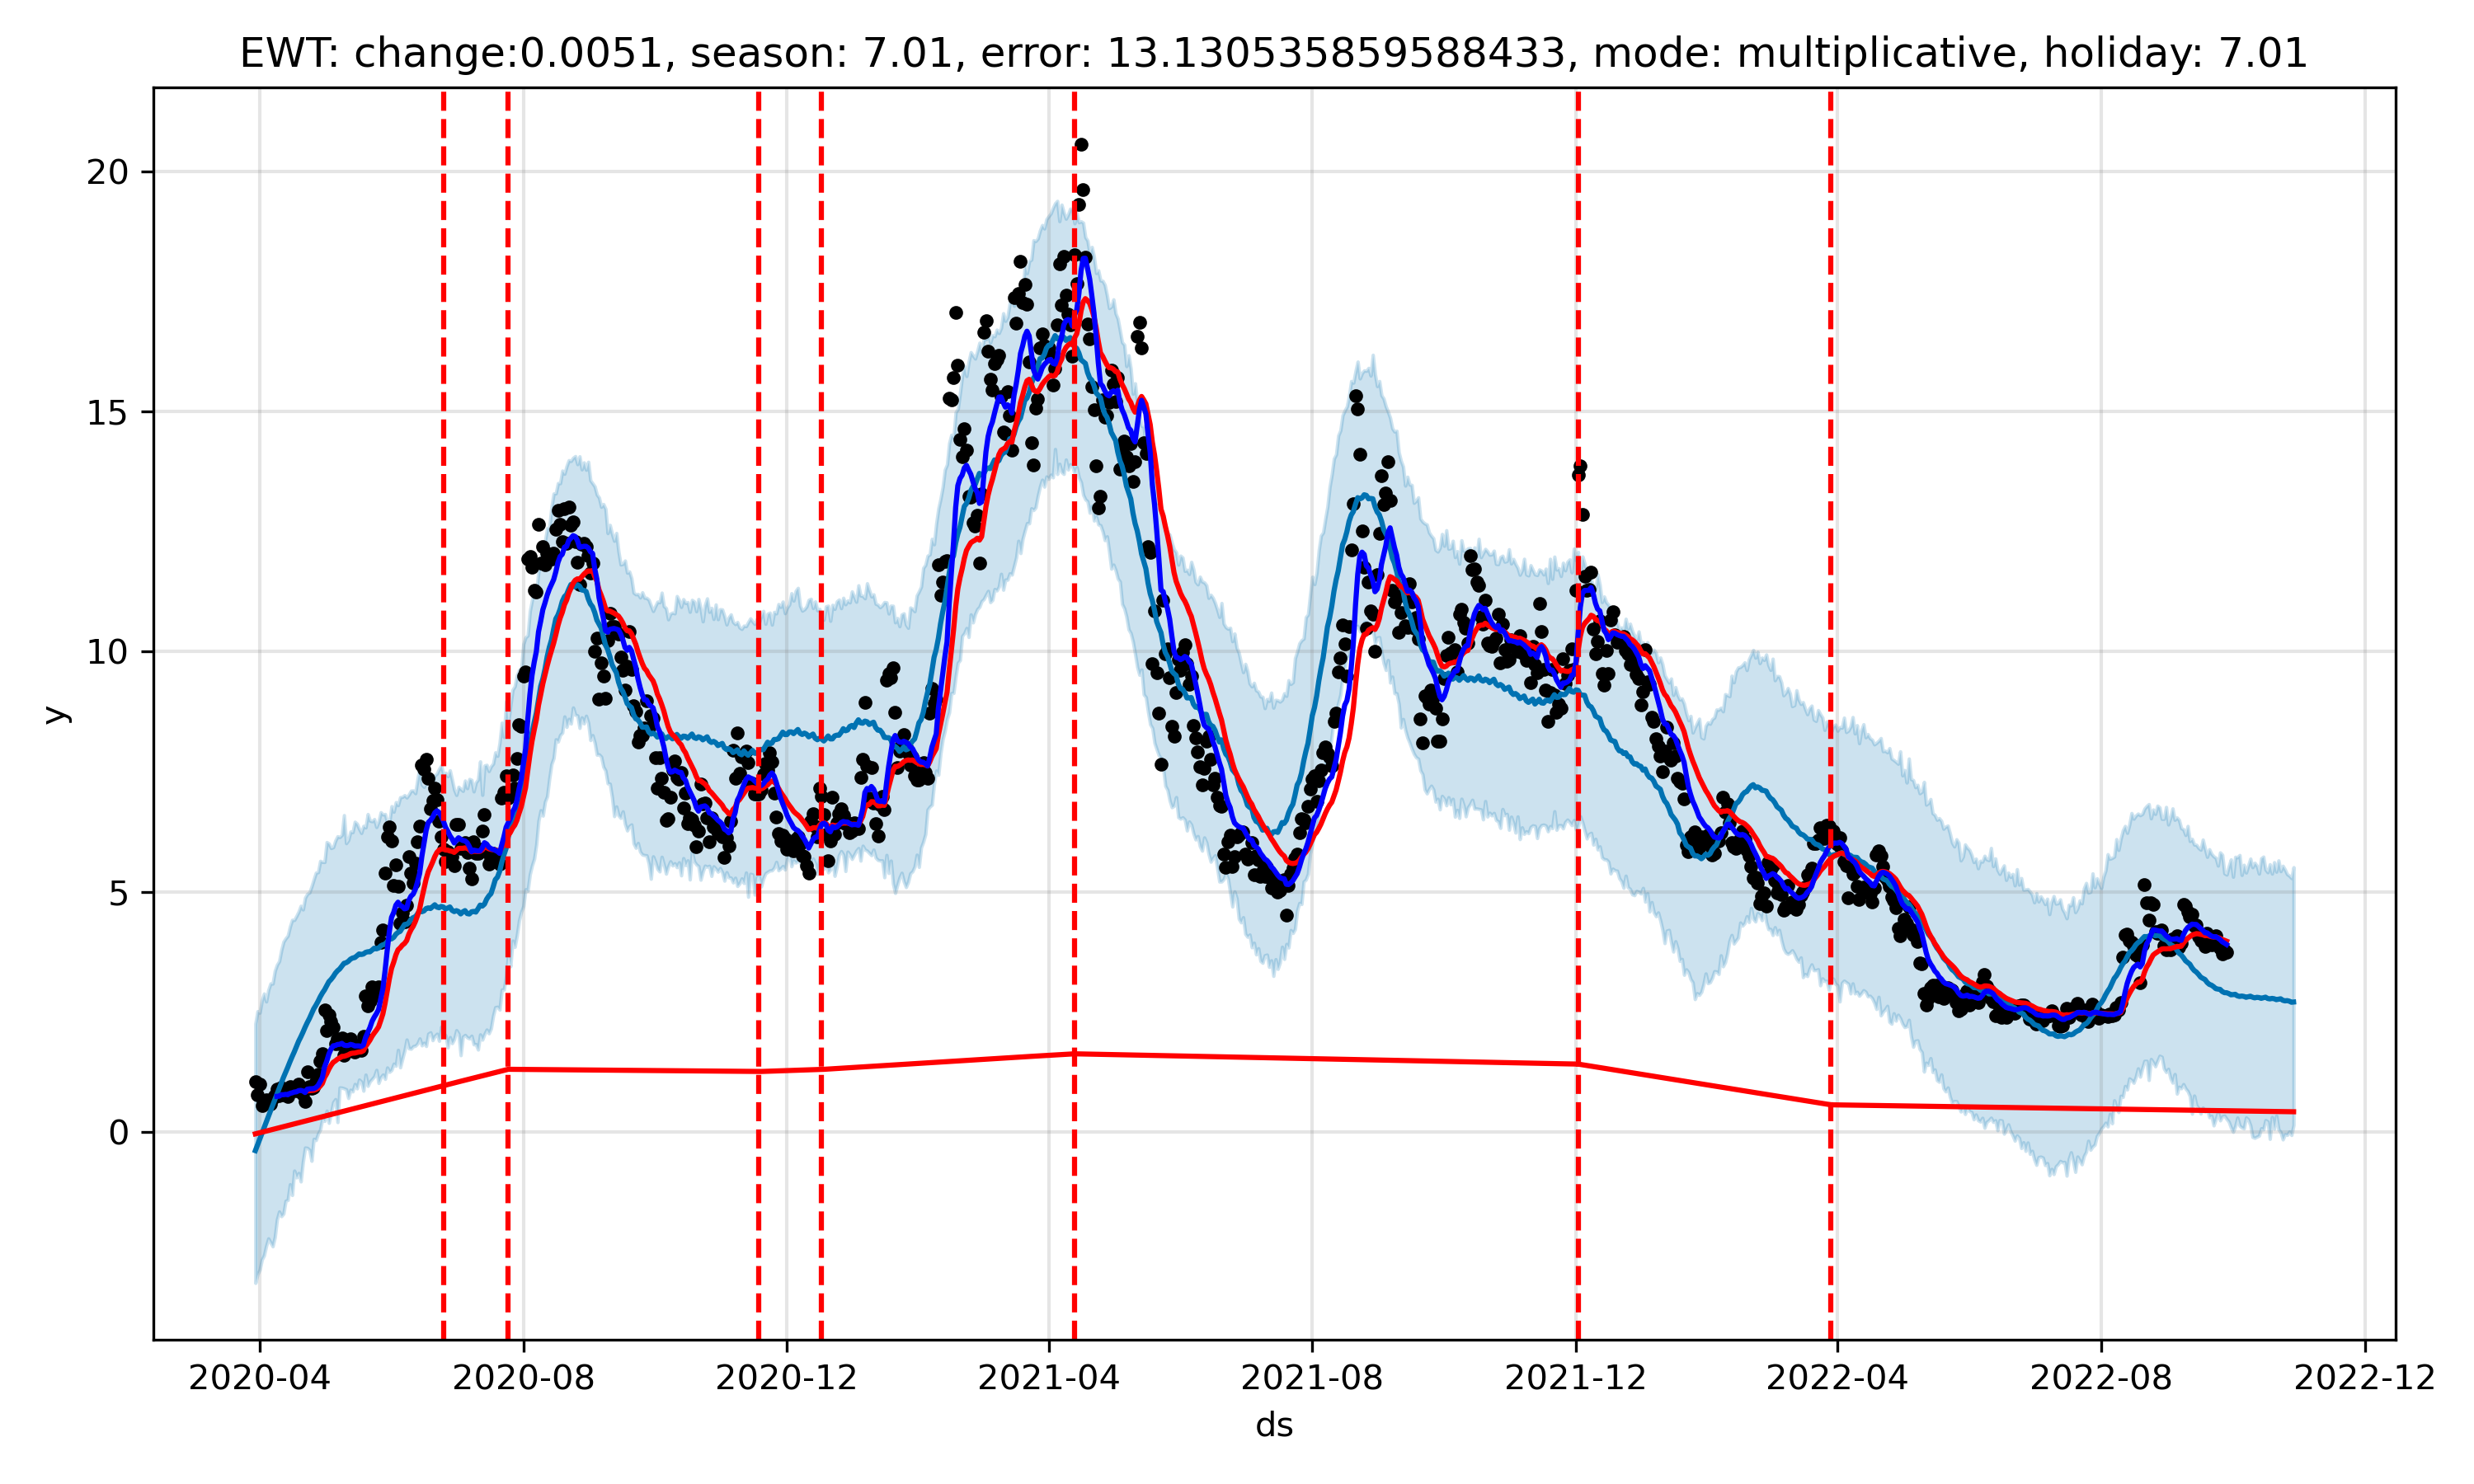 EWT: change:0.0051, season: 7.01, error: 13.130535859588433, mode: multiplicative, holiday: 7.01
20
15
10
5
0
y
2020-04 2020-08 2020-12 2021-04 2021-08 2021-12 2022-04 2022-08 2022-12
ds